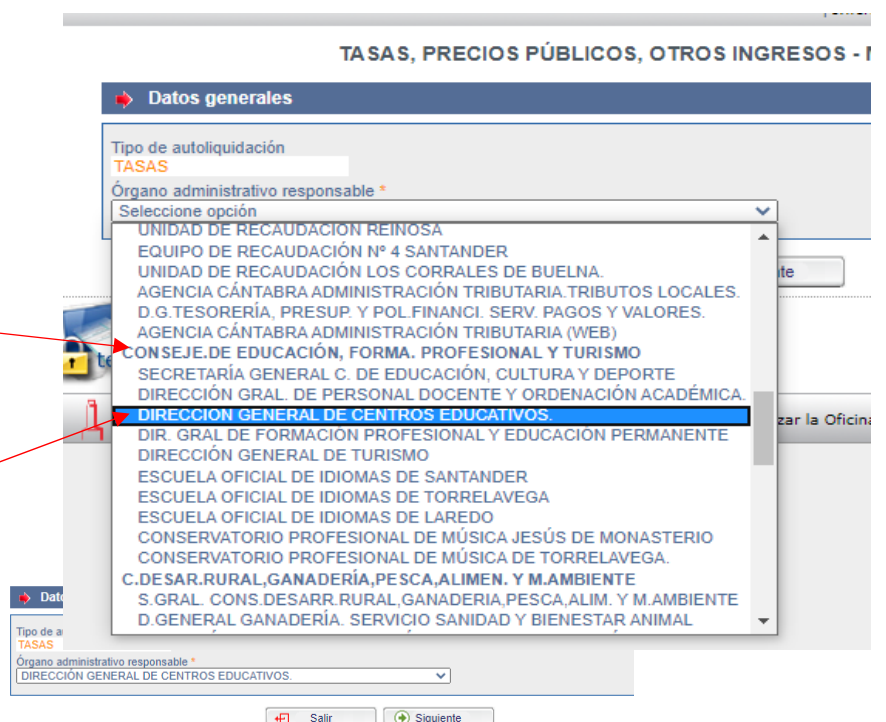 TASAS, PRECIOS PÚBLICOS, OTROS INGRESOS -
Datos generales
Tipo de autoliquidación
TASAS
Órgano administrativo responsable *
Seleccione opción
UNIDAD DE RECAUDACIÓN REINOSA
EQUIPO DE RECAUDACIÓN Nº 4 SANTANDER
UNIDAD DE RECAUDACIÓN LOS CORRALES DE BUELNA.
AGENCIA CÁNTABRA ADMINISTRACIÓN TRIBUTARIA.TRIBUTOS LOCALES.
D.G.TESORERÍA, PRESUP. Y POL.FINANCI. SERV. PAGOS Y VALORES.
AGENCIA CÁNTABRA ADMINISTRACIÓN TRIBUTARIA (WEB)
CONSEJE.DE EDUCACIÓN, FORMA. PROFESIONAL Y TURISMO
SECRETARÍA GENERAL C. DE EDUCACIÓN, CULTURA Y DEPORTE
DIRECCIÓN GRAL. DE PERSONAL DOCENTE Y ORDENACIÓN ACADÉMICA.
DIRECCIÓN GENERAL DE CENTROS EDUCATIVOS.
DIR. GRAL DE FORMACIÓN PROFESIONAL Y EDUCACIÓN PERMANENTE
DIRECCIÓN GENERAL DE TURISMO
ESCUELA OFICIAL DE IDIOMAS DE SANTANDER
ESCUELA OFICIAL DE IDIOMAS DE TORRELAVEGA
ESCUELA OFICIAL DE IDIOMAS DE LAREDO
CONSERVATORIO PROFESIONAL DE MÚSICA JESÚS DE MONASTERIO
CONSERVATORIO PROFESIONAL DE MÚSICA DE TORRELAVEGA.
C.DESAR.RURAL,GANADERÍA,PESCA,ALIMEN. Y M.AMBIENTE
S.GRAL. CONS.DESARR.RURAL,GANADERIA,PESCA,ALIM. Y M.AMBIENTE
D.GENERAL GANADERÍA. SERVICIO SANIDAD Y BIENESTAR ANIMAL
nte
te
zar la Oficina
Dato
Tipo de a
TASAS
Órgano administrativo responsable *
DIRECCIÓN GENERAL DE CENTROS EDUCATIVOS.
Salir
Siguiente